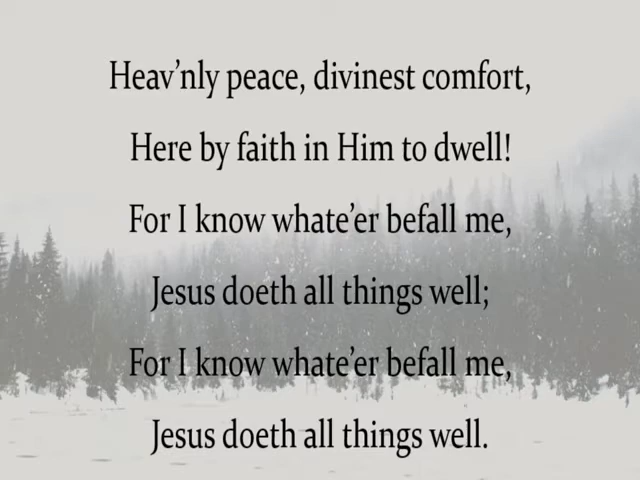 Heav’nly peace, divinest comfort,
Here by faith in Him to dwell!
For I know whate’er befall me,
Jesus doeth all things well;
For I know whate’er befall me,
Jesus doeth all things well.